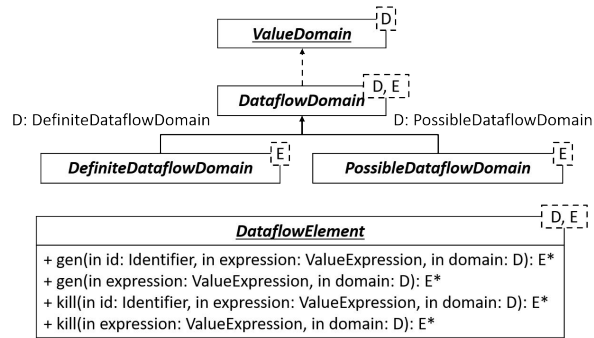 D
ValueDomain
D, E
DataflowDomain
D: DefiniteDataflowDomain
D: PossibleDataflowDomain
E
DefiniteDataflowDomain
E
PossibleDataflowDomain
D, E
DataflowElement
+ gen(in id: Identifier, in expression: ValueExpression, in domain: D): E*
+ gen(in expression: ValueExpression, in domain: D): E*
+ kill(in id: Identifier, in expression: ValueExpression, in domain: D): E*
+ kill(in expression: ValueExpression, in domain: D): E*